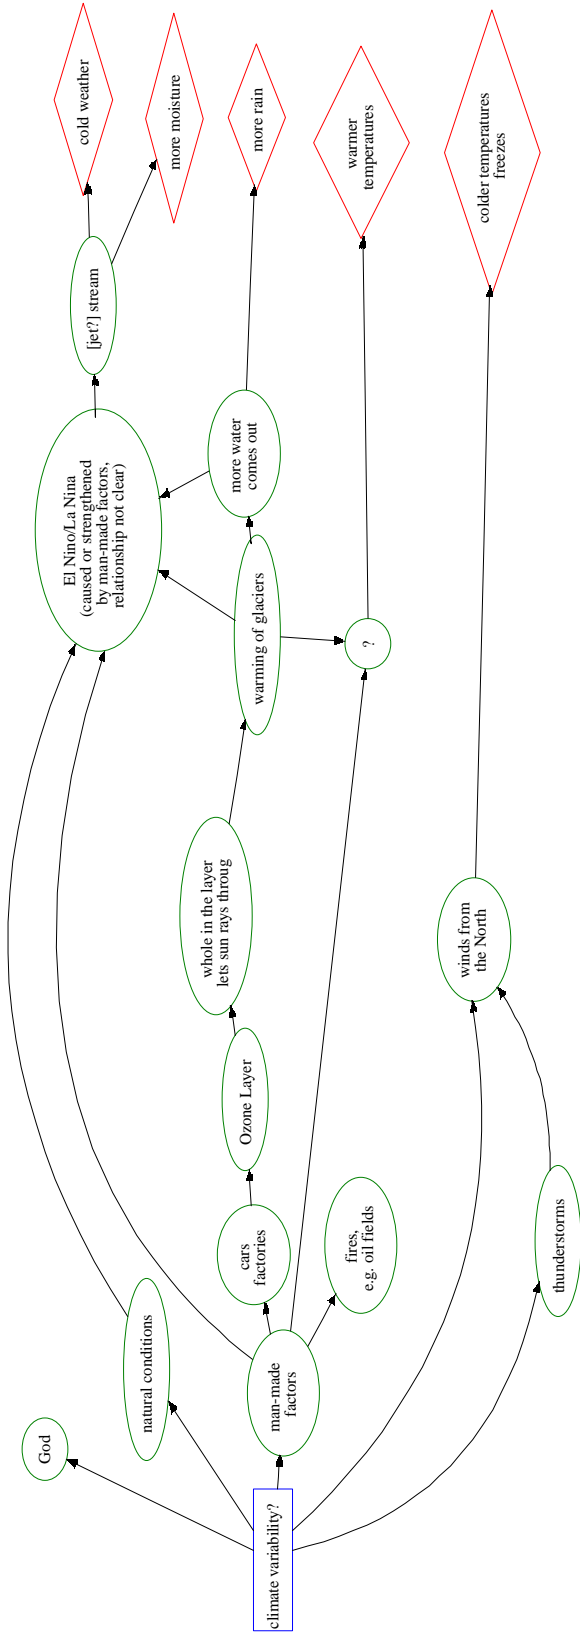 climate variability?
God
natural conditions
man-made
factors
thunderstorms
cars
factories
fires,
e.g. oil fields
Ozone Layer
whole in the layer
lets sun rays throug
winds from
the North
warming of glaciers
?
El Nino/La Nina
(caused or strengthened
by man-made factors,
relationship not clear)
more water
comes out
[jet?] stream
cold weather
more moisture
more rain
warmer
temperatures
colder temperatures
freezes